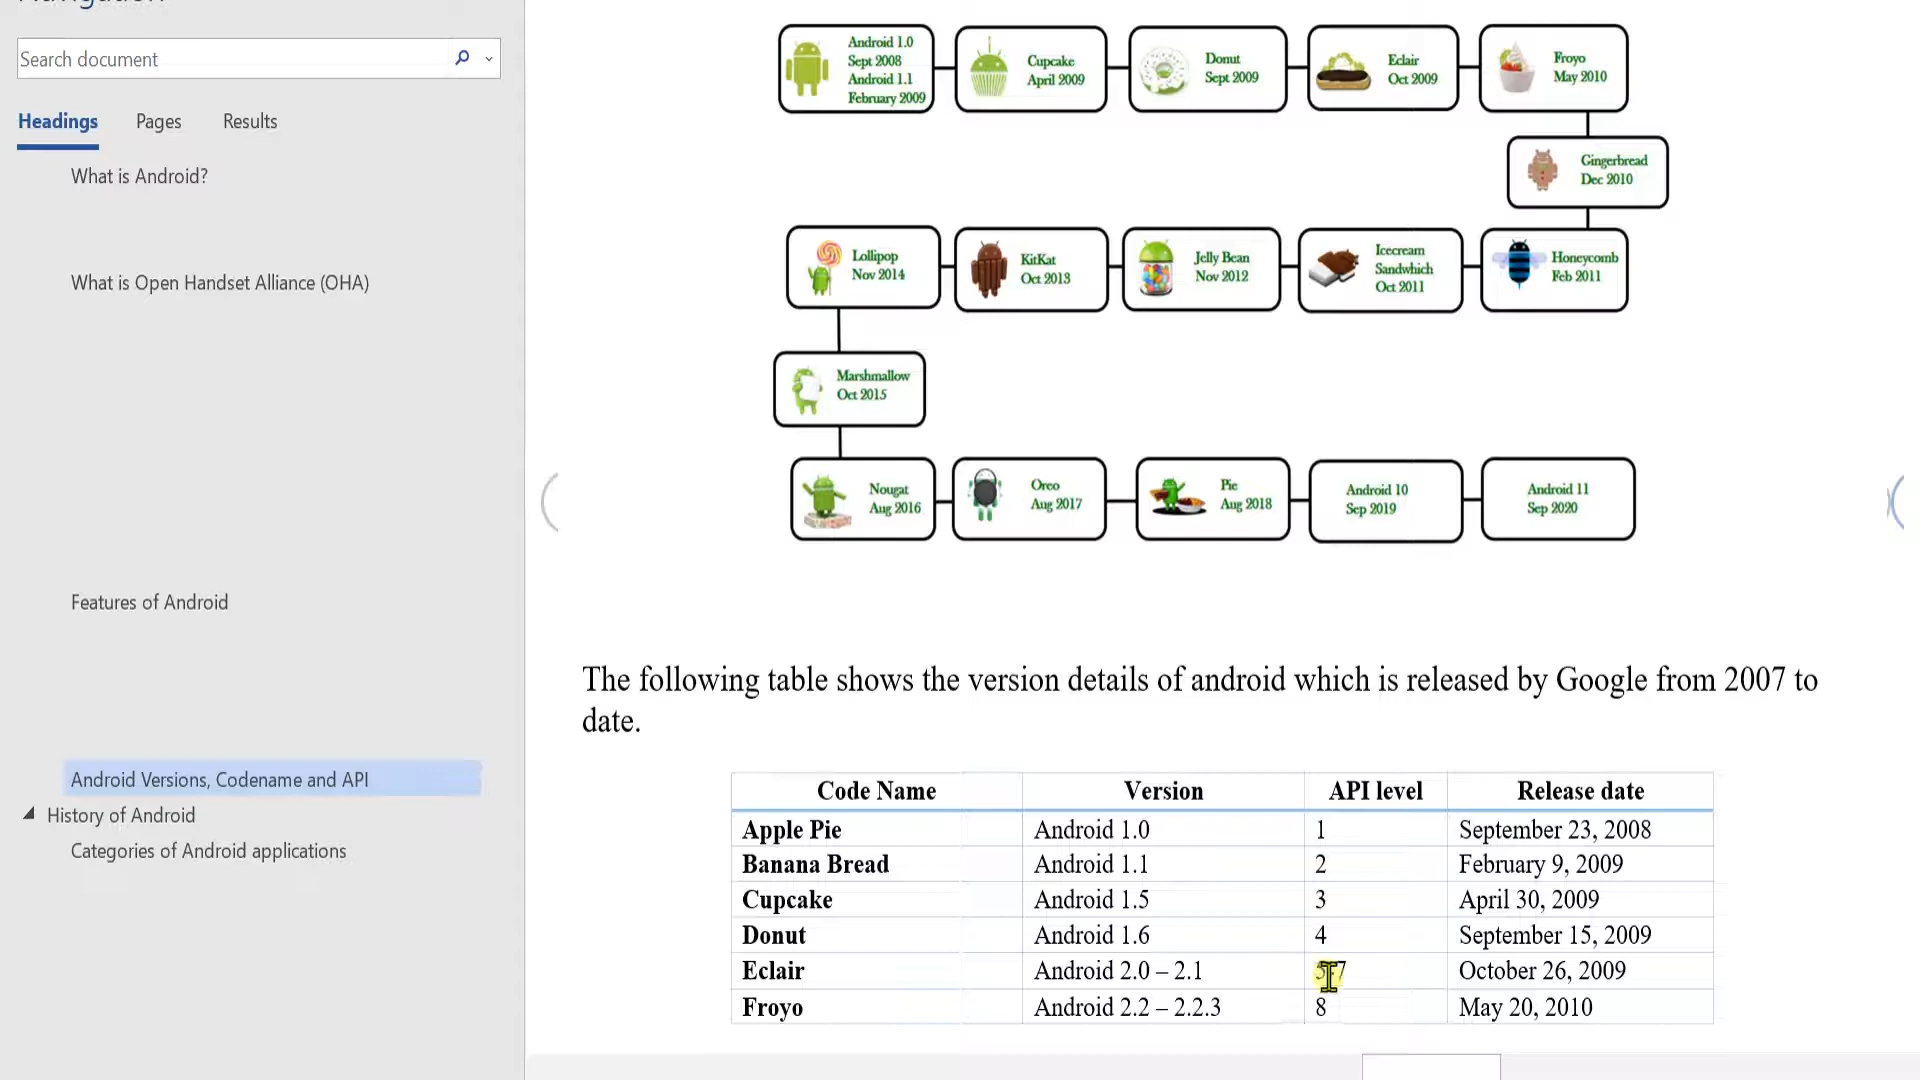 Search document
Headings Pages Results
What is Android?
What is Open Handset Alliance (OHA)
Features of Android
Android Versions, Codename and API
History of Android
Categories of Android applications
Android 1.0
Sept 2008
Android 1.1
February 2009
Cupcake
April 2009
Donut
Sept 2009
Eclair
Oct 2009
Froyo
May 2010
Gingerbread
Dec 2010
Lollipop
Nov 2014
KitKat
Oct 2013
Jelly Bean
Nov 2012
Icecream
Sandwhich
Oct 2011
Honeycomb
Feb 2011
Marshmallow
Oct 2015
Nougat
Aug 2016
Oreo
Aug 2017
Pie
Aug 2018
Android 10
Sep 2019
Android 11
Sep 2020
The following table shows the version details of android which is released by Google from 2007 to
date.
Code Name Version API level Release date
Apple Pie Android 1.0 1 September 23, 2008
Banana Bread Android 1.1 2 February 9, 2009
Cupcake Android 1.5 3 April 30, 2009
Donut Android 1.6 4 September 15, 2009
Eclair Android 2.0 – 2.1 October 26, 2009
Froyo Android 2.2 – 2.2.3 8 May 20, 2010